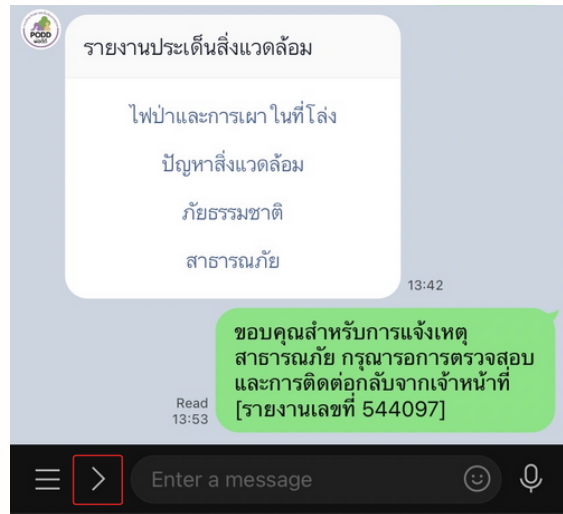 PODD
รายงานประเด็นสิ่งแวดล้อม
ไฟป่าและการเผาในที่โล่ง
ปัญหาสิ่งแวดล้อม
ภัยธรรมชาติ
สาธารณภัย
13:42
ขอบคุณสำหรับการแจ้งเหตุ
สาธารณภัย กรุณารอการตรวจสอบ
และการติดต่อกลับจากเจ้าหน้าที่
[รายงานเลขที่ 544097]
Read
13:53
Enter a message